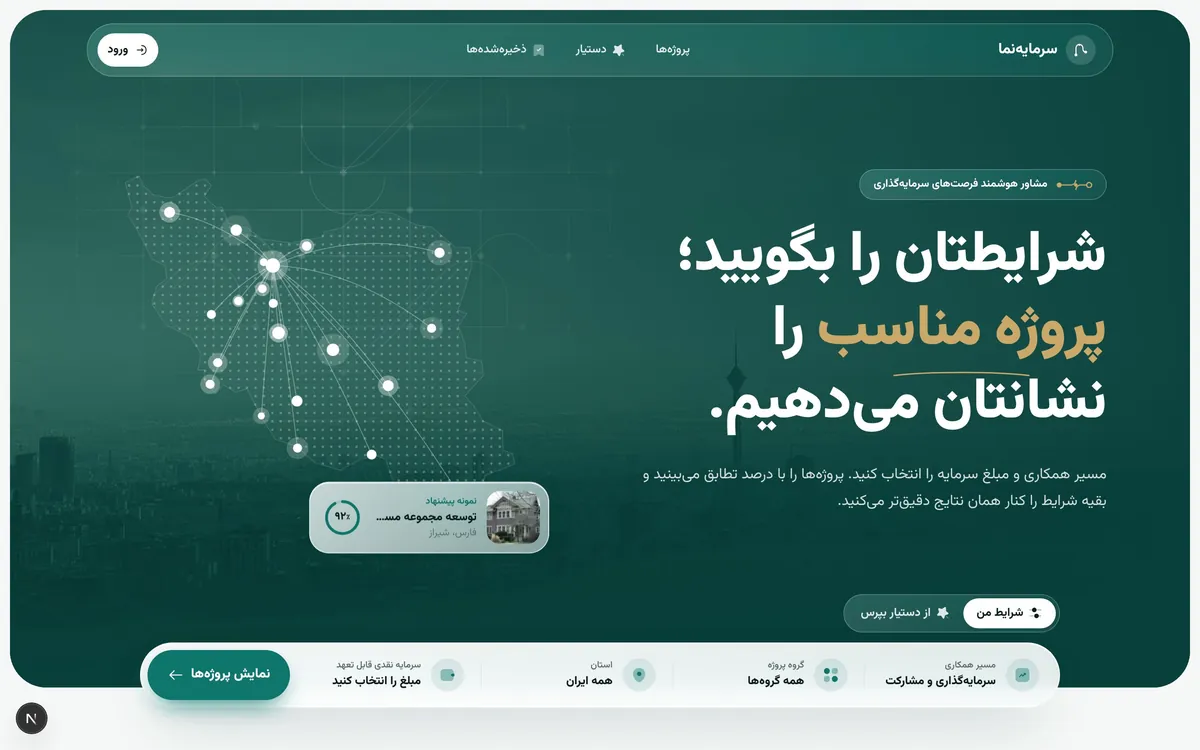 سرمایه‌نما
پروژه‌ها
دستیار
ذخیره‌شده‌ها
ورود
مشاور هوشمند فرصت‌های سرمایه‌گذاری
شرایطتان را بگویید؛
پروژه مناسب را
نشانتان می‌دهیم.
مسیر همکاری و مبلغ سرمایه را انتخاب کنید. پروژه‌ها را با درصد تطابق می‌بینید و
بقیه شرایط را کنار همان نتایج دقیق‌تر می‌کنید.
نمونه پیشنهاد
توسعه مجموعه مسـ...
فارس، شیراز
۹۲٪
شرایط من
از دستیار بپرس
مسیر همکاری
سرمایه‌گذاری و مشارکت
گروه پروژه
همه گروه‌ها
استان
همه ایران
سرمایه نقدی قابل تعهد
مبلغ را انتخاب کنید
نمایش پروژه‌ها ←
N